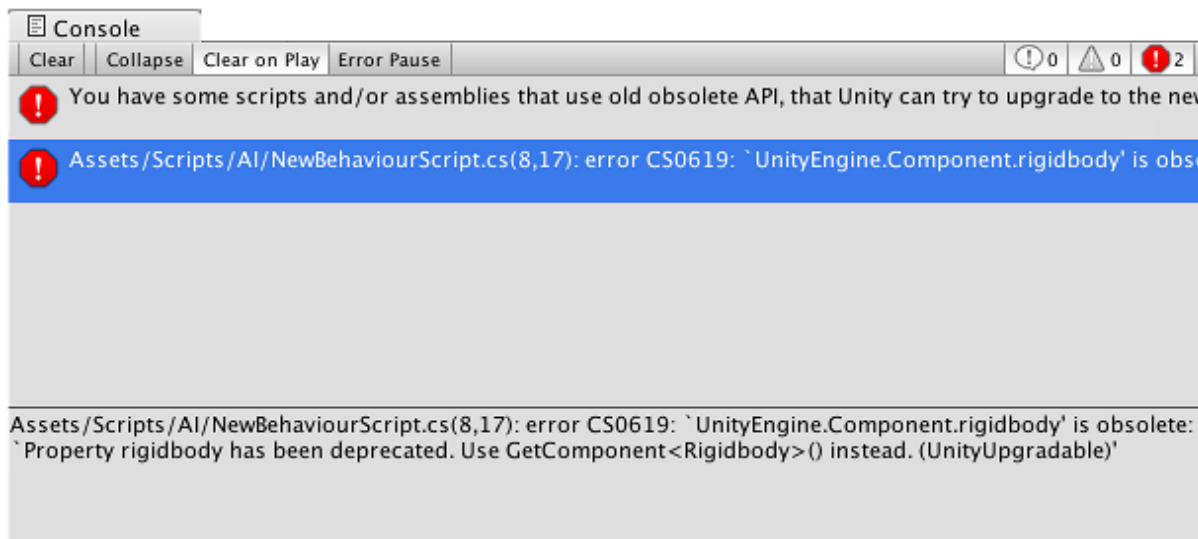 Console
Clear Collapse Clear on Play Error Pause 0 0 2
You have some scripts and/or assemblies that use old obsolete API, that Unity can try to upgrade to the
Assets/Scripts/AI/NewBehaviourScript.cs(8,17): error CS0619: `UnityEngine.Component.rigidbody' is
Assets/Scripts/AI/NewBehaviourScript.cs(8,17): error CS0619: `UnityEngine.Component.rigidbody' is obsolete:
`Property rigidbody has been deprecated. Use GetComponent<Rigidbody>() instead. (UnityUpgradable)'